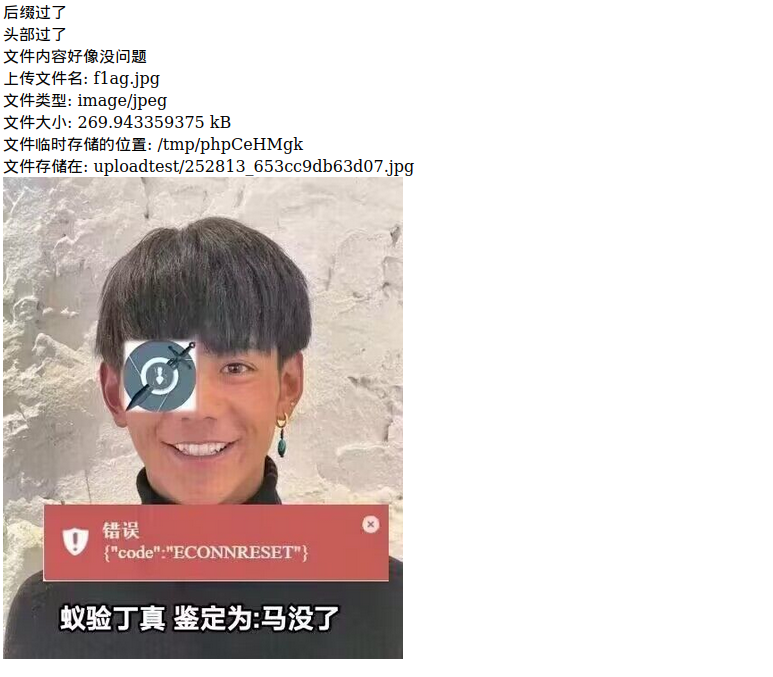 后缀过了
头部过了
文件内容好像没问题
上传文件名: f1ag.jpg
文件类型: image/jpeg
文件大小: 269.943359375 kB
文件临时存储的位置: /tmp/phpCeHMgk
文件存储在: uploadtest/252813_653cc9db63d07.jpg
错误
{"code":"ECONNRESET"}
蚁验丁真 鉴定为:马没了